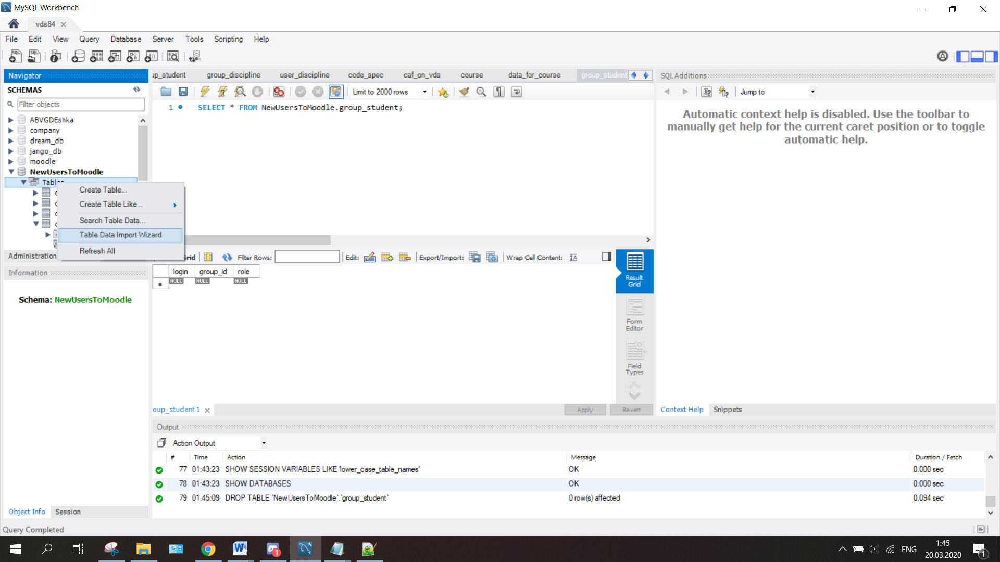 MySQL Workbench
vds84
File Edit View Query Database Server Tools Scripting Help
Navigator
SCHEMAS
Filter objects
ABVGDEshka
company
dream_db
jango_db
moodle
NewUsersToMoodle
Tables
Create Table...
Create Table Like...
Search Table Data...
Table Data Import Wizard
Refresh All
Administration
Information
Schema: NewUsersToMoodle
Object Info Session
Query Completed
up_student group_discipline user_discipline code_spec caf_on_vds course data_for_course group_student
Limit to 2000 rows
1 SELECT * FROM NewUsersToMoodle.group_student;
Grid Filter Rows: Edit: Export/Import: Wrap Cell Content: IA
login group_id role
NULL NULL NULL
Result Grid
Form Editor
Field Types
oup_student 1 Apply Revert
SQLAdditions
Jump to
Automatic context help is disabled. Use the toolbar to
manually get help for the current caret position or to toggle
automatic help.
Context Help Snippets
Output
Action Output
# Time Action Message Duration / Fetch
77 01:43:23 SHOW SESSION VARIABLES LIKE 'lower_case_table_names' OK 0.000 sec
78 01:43:23 SHOW DATABASES OK 0.000 sec
79 01:45:09 DROP TABLE `NewUsersToMoodle`.`group_student` 0 row(s) affected 0.094 sec
ENG 1:45
20.03.2020
1